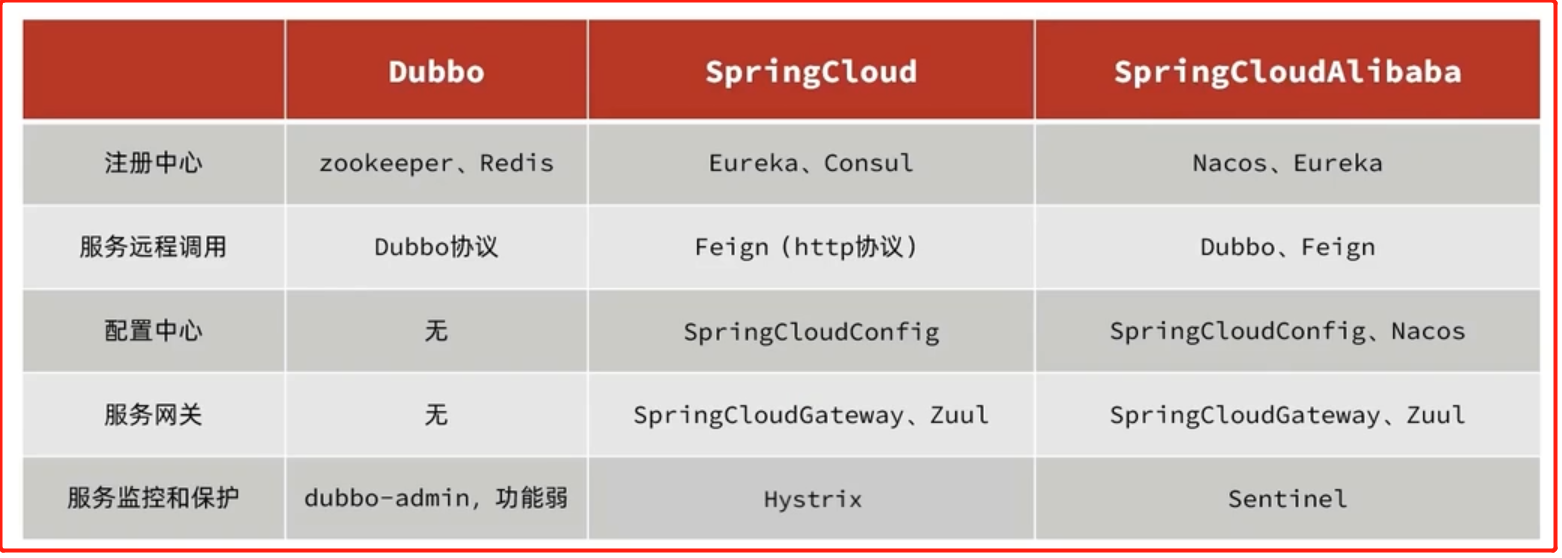 Dubbo SpringCloud SpringCloudAlibaba
注册中心 zookeeper、Redis Eureka、Consul Nacos、Eureka
服务远程调用 Dubbo协议 Feign（http协议） Dubbo、Feign
配置中心 无 SpringCloudConfig SpringCloudConfig、Nacos
服务网关 无 SpringCloudGateway、Zuul SpringCloudGateway、Zuul
服务监控和保护 dubbo-admin，功能弱 Hystrix Sentinel